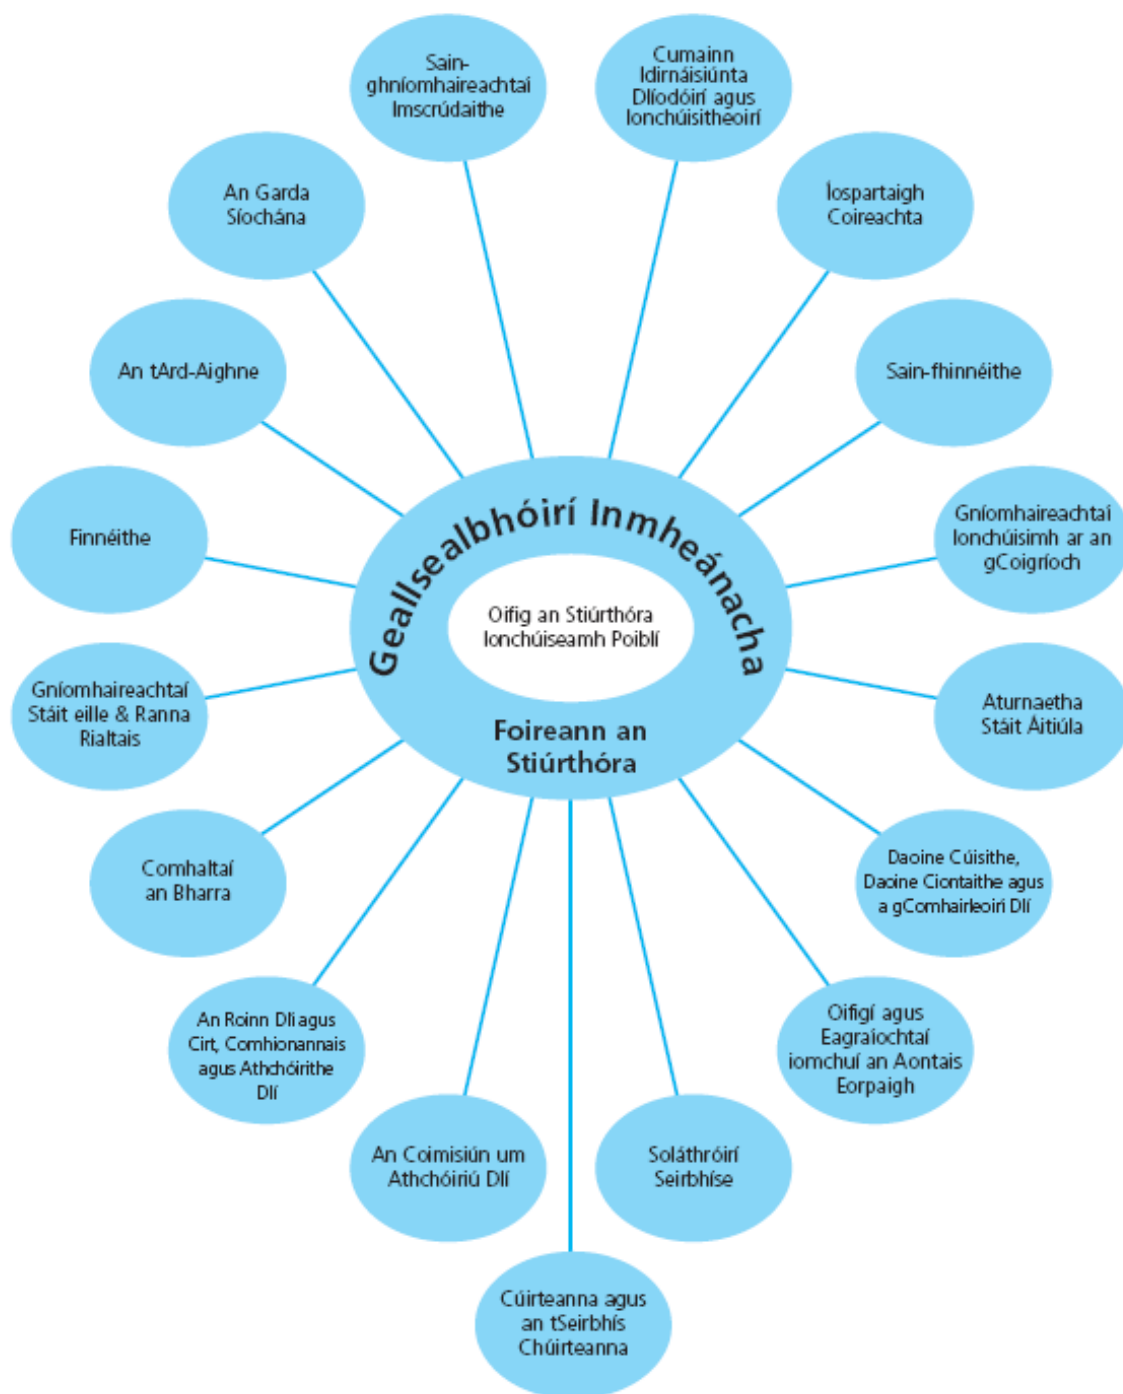 Sain-
ghníomhaireachtaí
Imscrúdaithe
Cumainn
Idirnáisiúnta
Dlíodóirí agus
Ionchúisitheoirí
An Garda
Síochána
Íospartaigh
Coireachta
An tArd-Aighne
Sain-fhinnéithe
Finnéithe
Gníomhaireachtaí
Ionchúisimh ar an
gCoigríoch
Geallsealbhóirí Inmheánacha
Oifig an Stiúrthóra
Ionchúiseamh Poiblí
Foireann an
Stiúrthóra
Gníomhaireachtaí
Stáit eille & Ranna
Rialtais
Aturnaetha
Stáit Áitiúla
Comhaltaí
an Bharra
Daoine Cúisithe,
Daoine Ciontaithe agus
a gComhairleoirí Dlí
An Roinn Dlí agus
Cirt, Comhionannais
agus Athchóirithe
Dlí
Oifigí agus
Eagraíochtaí
iomchuí an Aontais
Eorpaigh
An Coimisiún um
Athchóiriú Dlí
Soláthróirí
Seirbhíse
Cúirteanna agus
an tSeirbhís
Chúirteanna